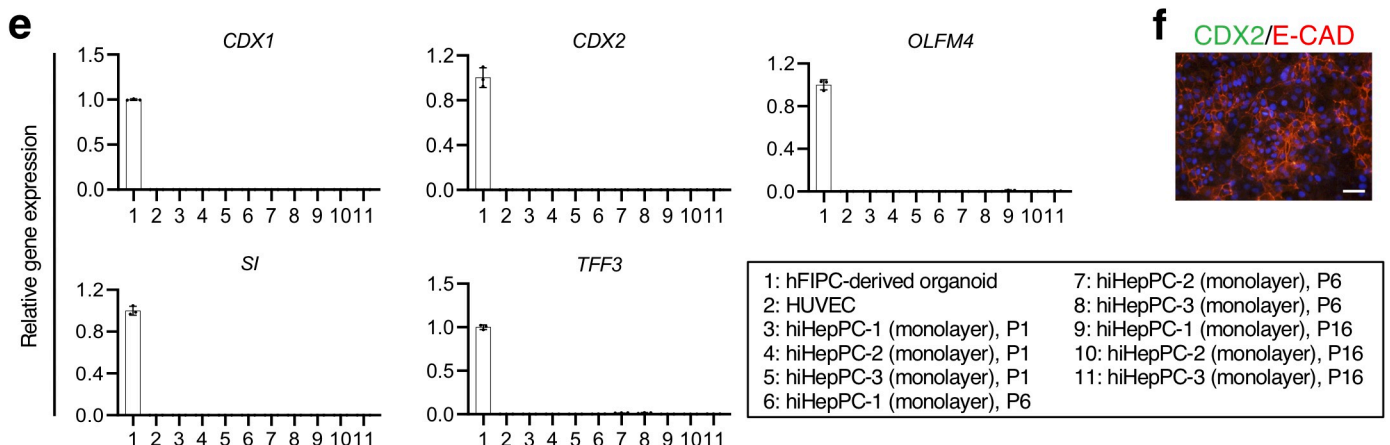 e
CDX1
Relative gene expression
1.5
1.0
0.5
0.0
1 2 3 4 5 6 7 8 9 10 11
CDX2
1.2
0.8
0.4
0.0
1 2 3 4 5 6 7 8 9 10 11
OLFM4
1.2
0.8
0.4
0.0
1 2 3 4 5 6 7 8 9 10 11
f
CDX2/E-CAD
SI
1.2
0.8
0.4
0.0
1 2 3 4 5 6 7 8 9 10 11
TFF3
1.5
1.0
0.5
0.0
1 2 3 4 5 6 7 8 9 10 11
1: hFIPC-derived organoid
2: HUVEC
3: hiHepPC-1 (monolayer), P1
4: hiHepPC-2 (monolayer), P1
5: hiHepPC-3 (monolayer), P1
6: hiHepPC-1 (monolayer), P6
7: hiHepPC-2 (monolayer), P6
8: hiHepPC-3 (monolayer), P6
9: hiHepPC-1 (monolayer), P16
10: hiHepPC-2 (monolayer), P16
11: hiHepPC-3 (monolayer), P16